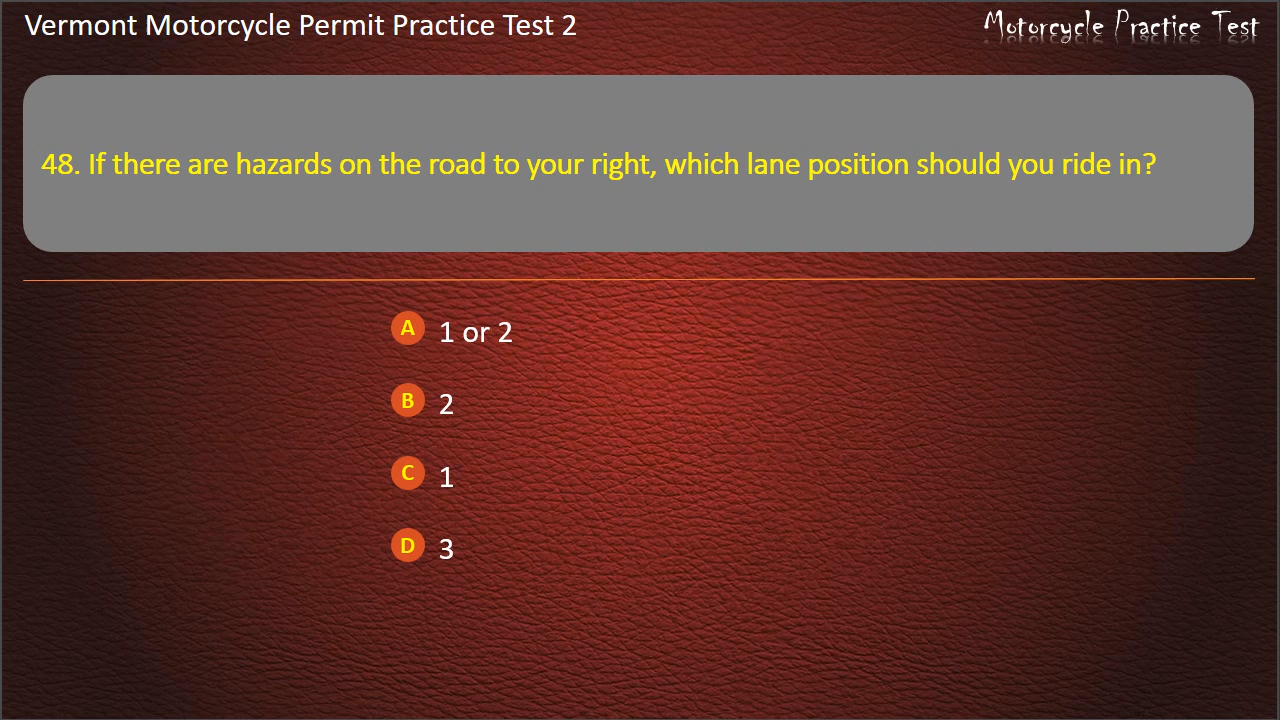 Vermont Motorcycle Permit Practice Test 2
Motorcycle Practice Test
48. If there are hazards on the road to your right, which lane position should you ride in?
A 1 or 2
B 2
C 1
D 3